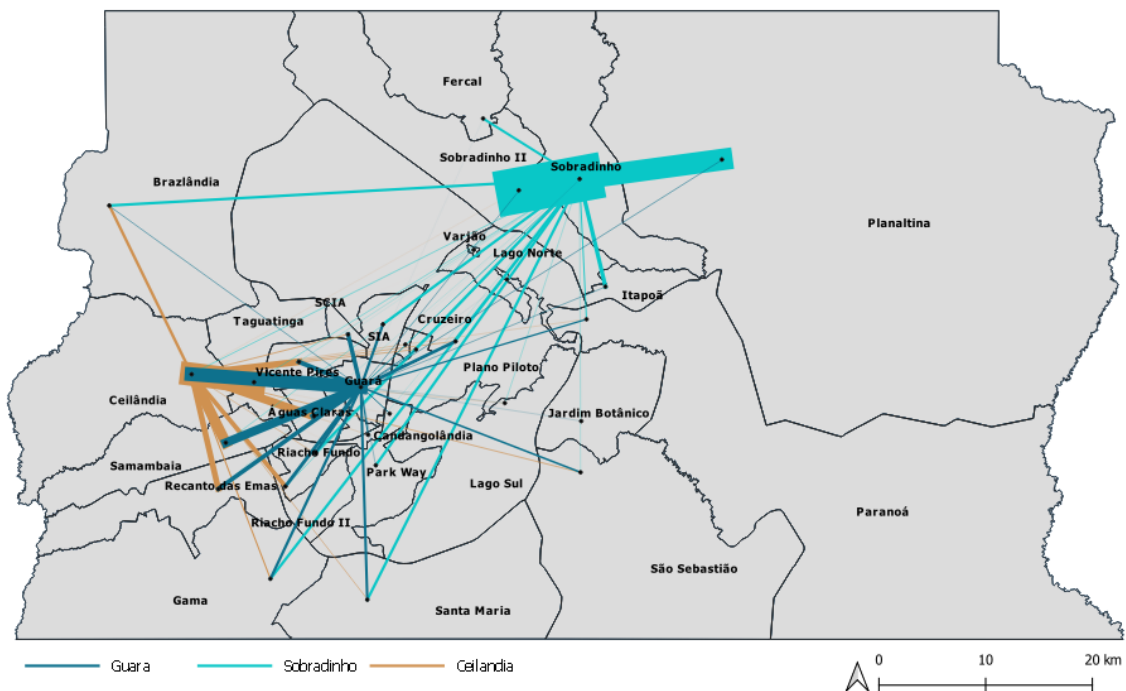 Fercal
Sobradinho II
Sobradinho
Brazlândia
Planaltina
Varjão
Lago Norte
Itapoã
SCIA
Taguatinga
Cruzeiro
SIA
Plano Piloto
Vicente Pires
Guará
Ceilândia
Águas Claras
Jardim Botânico
Candangolândia
Riacho Fundo
Samambaia
Park Way
Lago Sul
Recanto das Emas
Paranoá
Riacho Fundo II
São Sebastião
Gama
Santa Maria
Guara
Sobradinho
Ceilandia
0 10 20 km